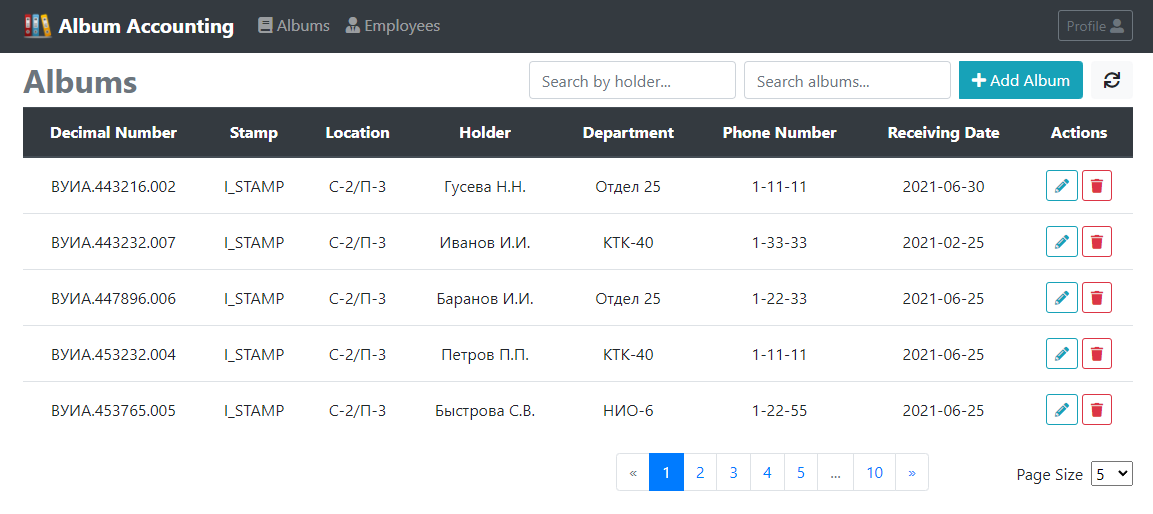 Album Accounting Albums Employees Profile
Albums Search by holder... Search albums... Add Album
Decimal Number Stamp Location Holder Department Phone Number Receiving Date Actions
ВУИА.443216.002 I_STAMP С-2/П-3 Гусева Н.Н. Отдел 25 1-11-11 2021-06-30
ВУИА.443232.007 I_STAMP С-2/П-3 Иванов И.И. КТК-40 1-33-33 2021-02-25
ВУИА.447896.006 I_STAMP С-2/П-3 Баранов И.И. Отдел 25 1-22-33 2021-06-25
ВУИА.453232.004 I_STAMP С-2/П-3 Петров П.П. КТК-40 1-11-11 2021-06-25
ВУИА.453765.005 I_STAMP С-2/П-3 Быстрова С.В. НИО-6 1-22-55 2021-06-25
« 1 2 3 4 5 ... 10 » Page Size 5